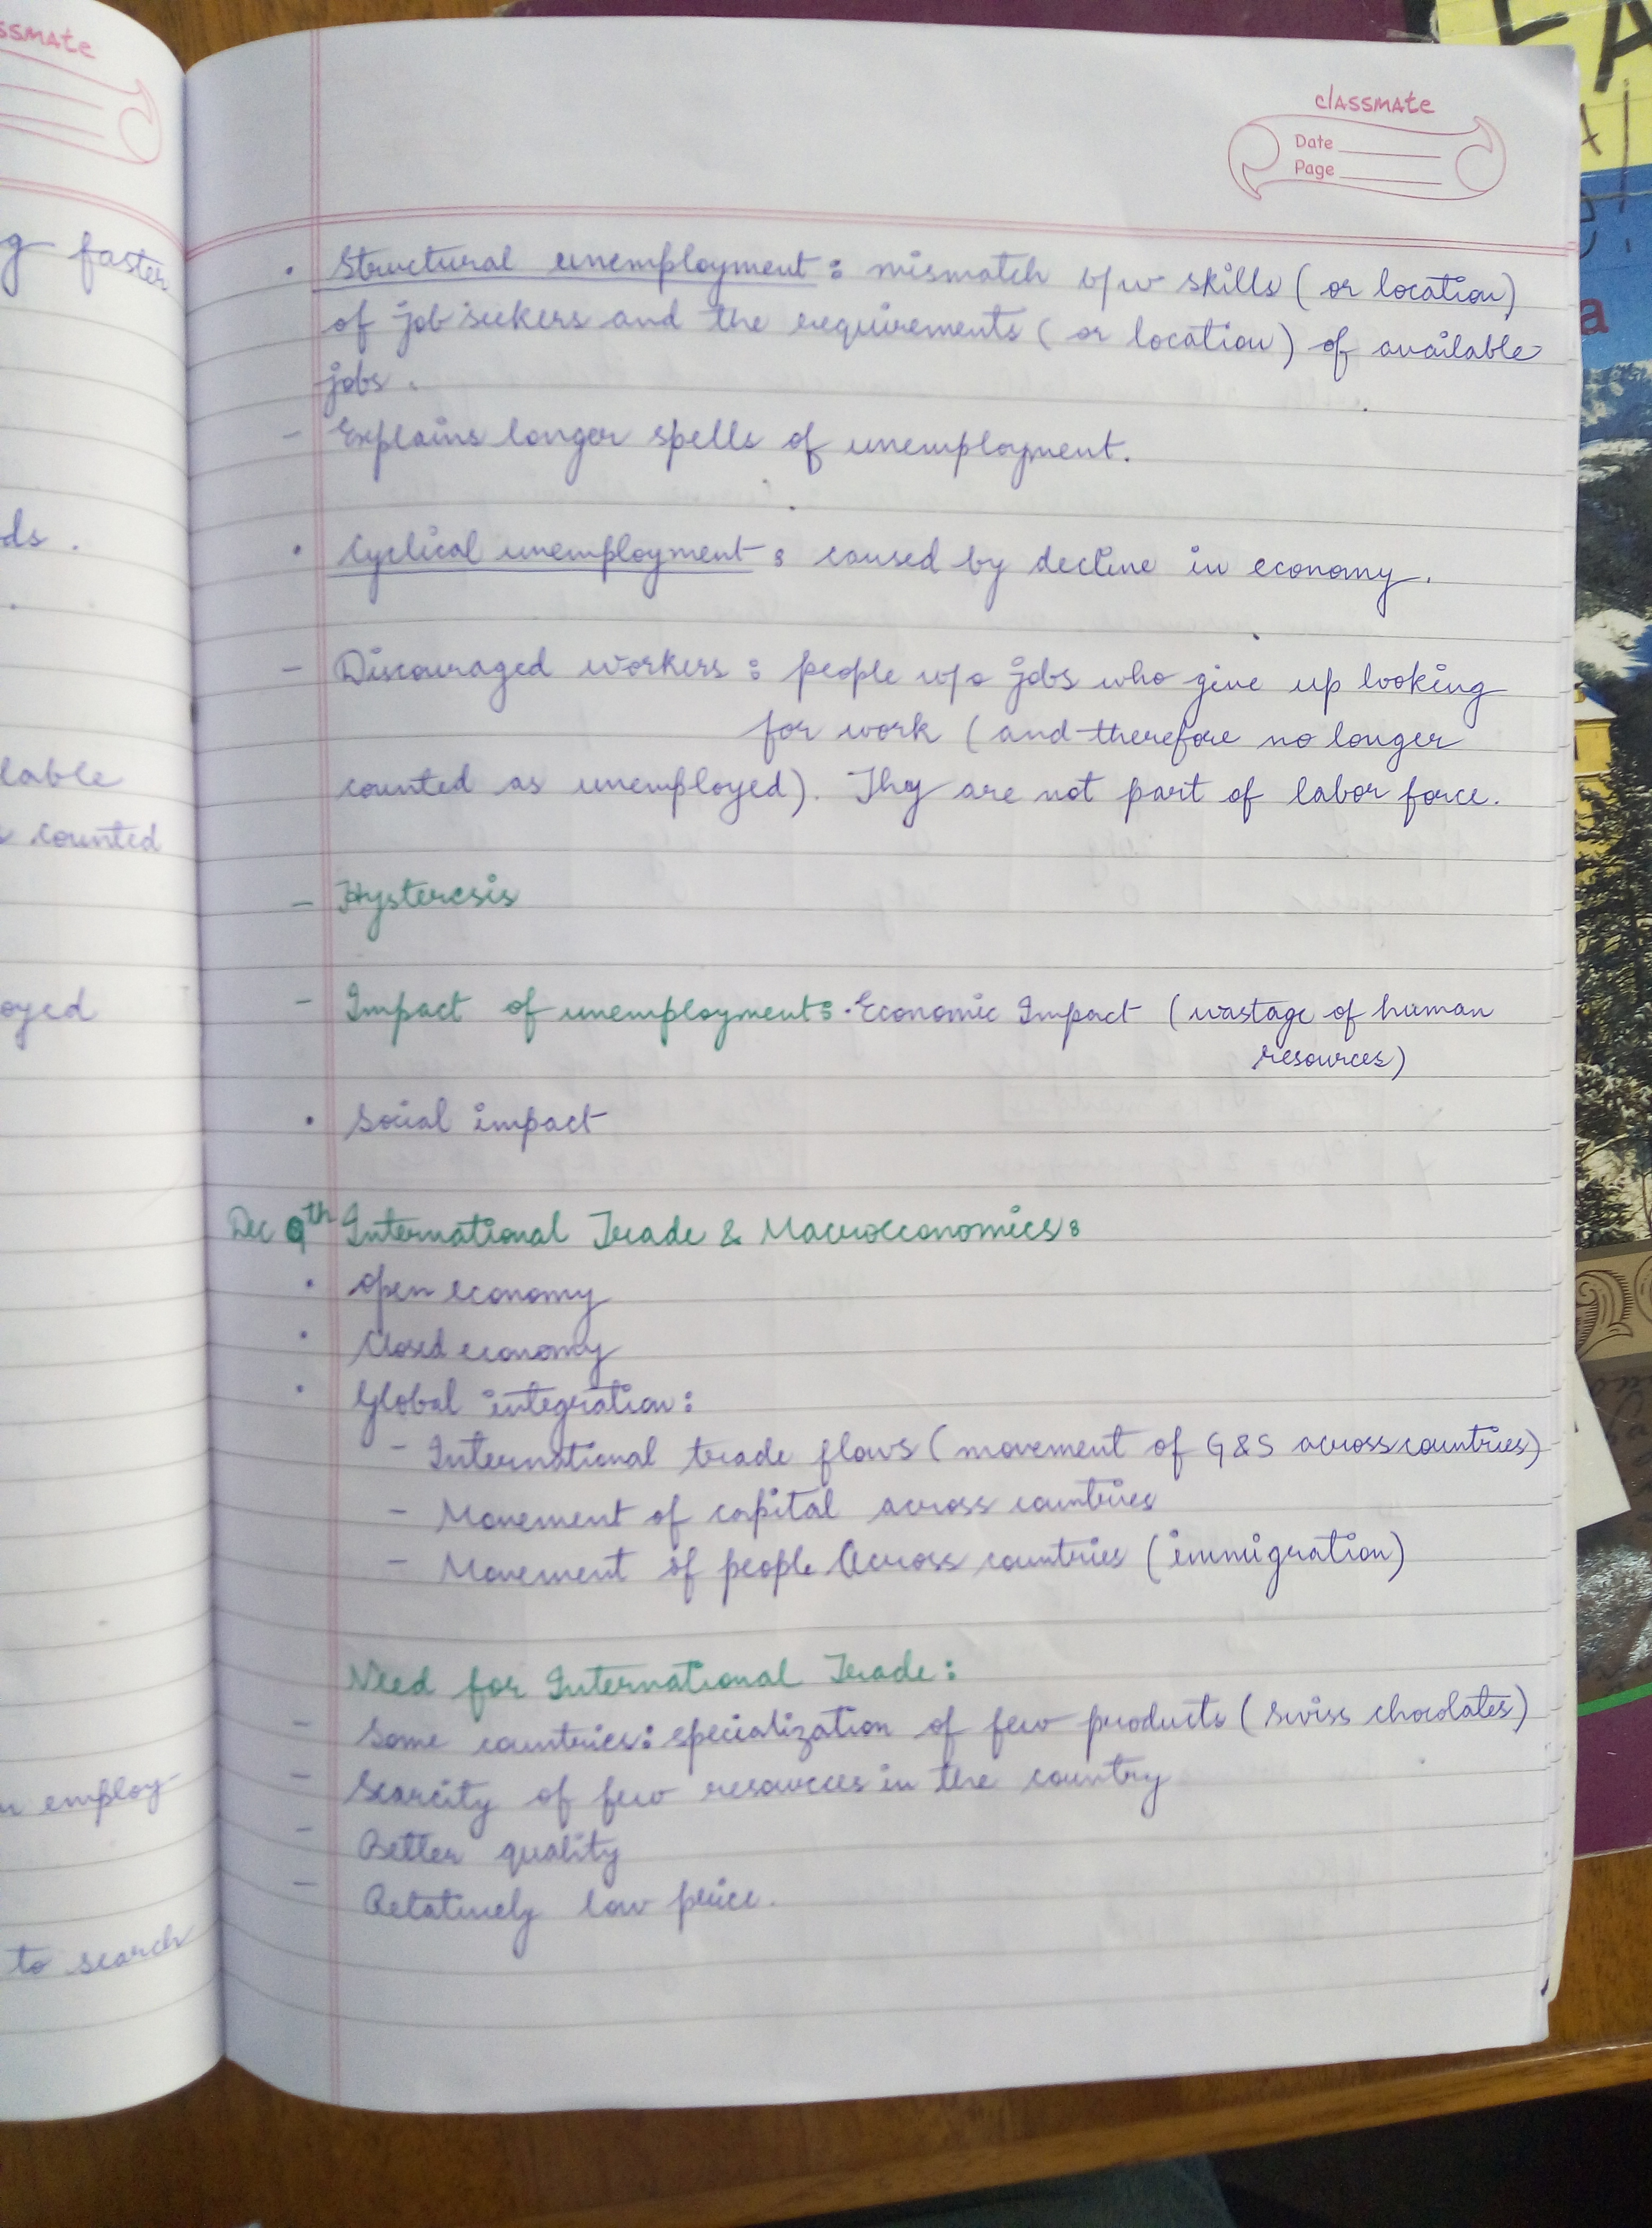 ssmate
g faster
ds.
lable
s counted
oyed
employ-
to search
classmate
Date
Page
• Structural unemployment: mismatch b/w skills (or location)
of job seekers and the requirements (or location) of available
jobs.
- Explains longer spells of unemployment.
• Cyclical unemployment: caused by decline in economy.
- Discouraged workers: people w/o jobs who give up looking
for work (and therefore no longer
counted as unemployed). They are not part of labor force.
- Hysteresis
- Impact of unemployment: • Economic Impact (wastage of human
resources)
• Social impact
Dec 9th International Trade & Macroeconomics:
• Open economy
• Closed economy
• Global integration:
- International trade flows (movement of G&S across countries)
- Movement of capital across countries
- Movement of people Across countries (immigration)
Need for International Trade:
- Some countries: specialization of few products (Swiss chocolates)
- Scarcity of few resources in the country
- Better quality
- Relatively low price.